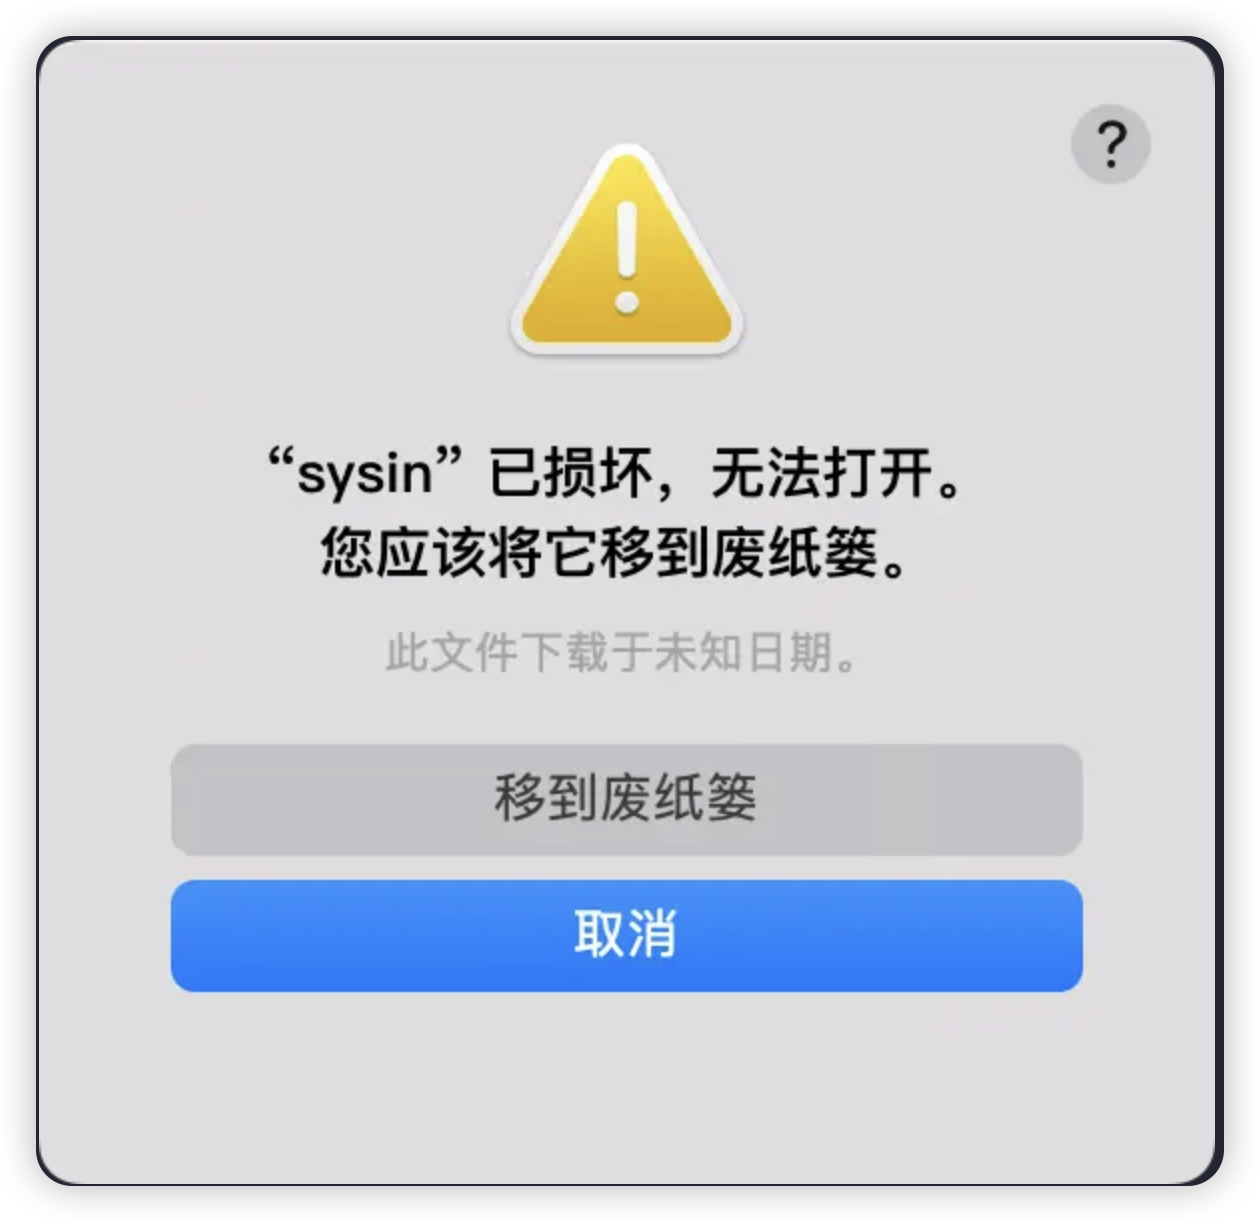 ?
“sysin”已损坏，无法打开。
您应该将它移到废纸篓。
此文件下载于未知日期。
移到废纸篓
取消